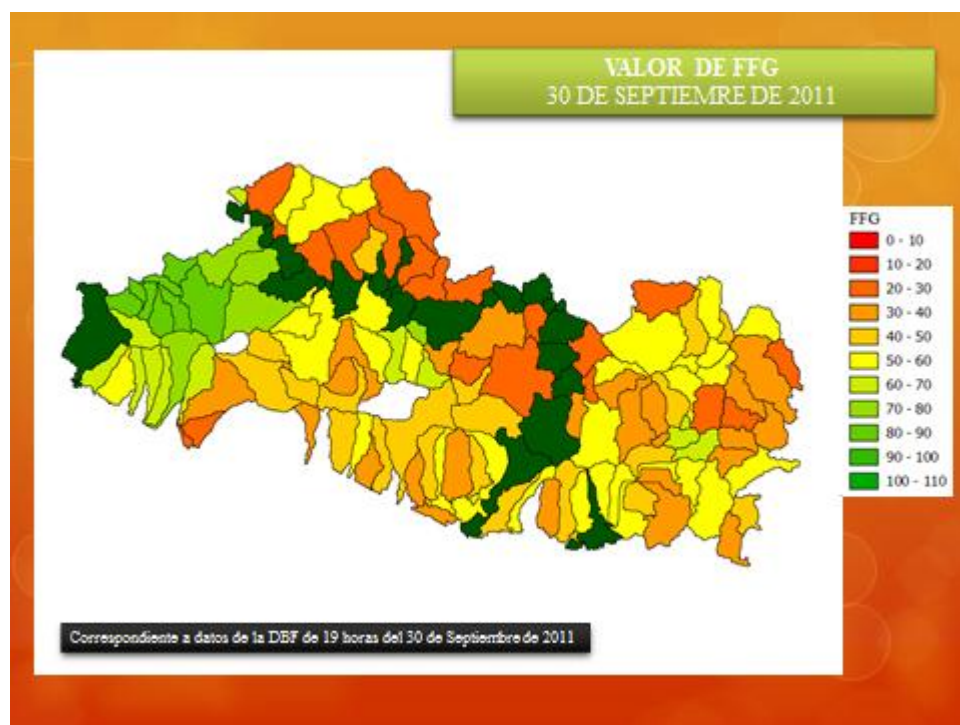 VALOR DE FFG
30 DE SEPTIEMRE DE 2011
FFG
0 - 10
10 - 20
20 - 30
30 - 40
40 - 50
50 - 60
60 - 70
70 - 80
80 - 90
90 - 100
100 - 110
Correspondiente a datos de la DBF de 19 horas del 30 de Septiembre de 2011